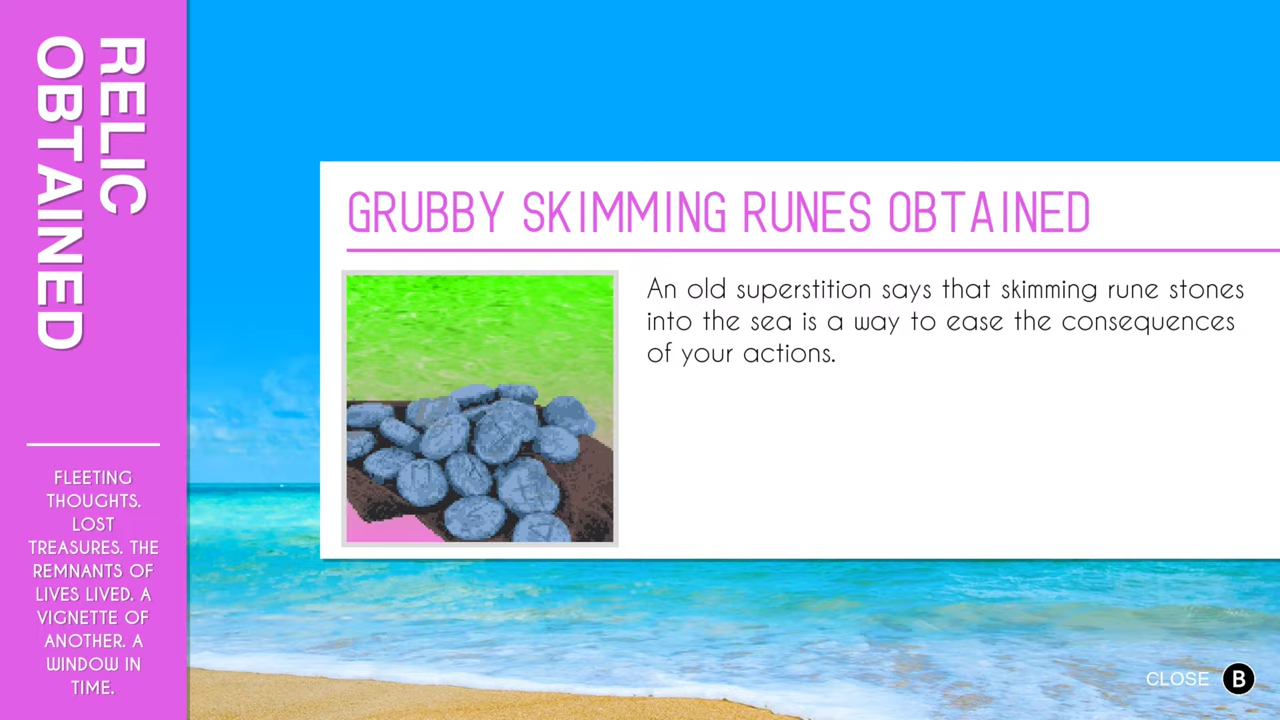 RELIC
OBTAINED
FLEETING
THOUGHTS.
LOST
TREASURES. THE
REMNANTS OF
LIVES LIVED. A
VIGNETTE OF
ANOTHER. A
WINDOW IN
TIME.
GRUBBY SKIMMING RUNES OBTAINED
An old superstition says that skimming rune stones
into the sea is a way to ease the consequences
of your actions.
CLOSE B